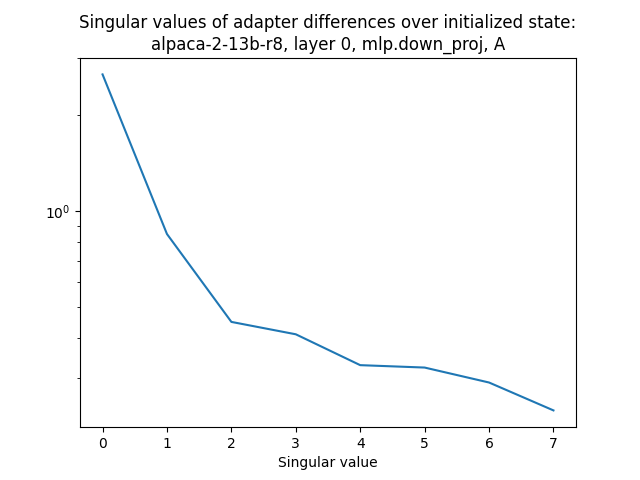 Singular values of adapter differences over initialized state:
alpaca-2-13b-r8, layer 0, mlp.down_proj, A
10⁰
0 1 2 3 4 5 6 7
Singular value